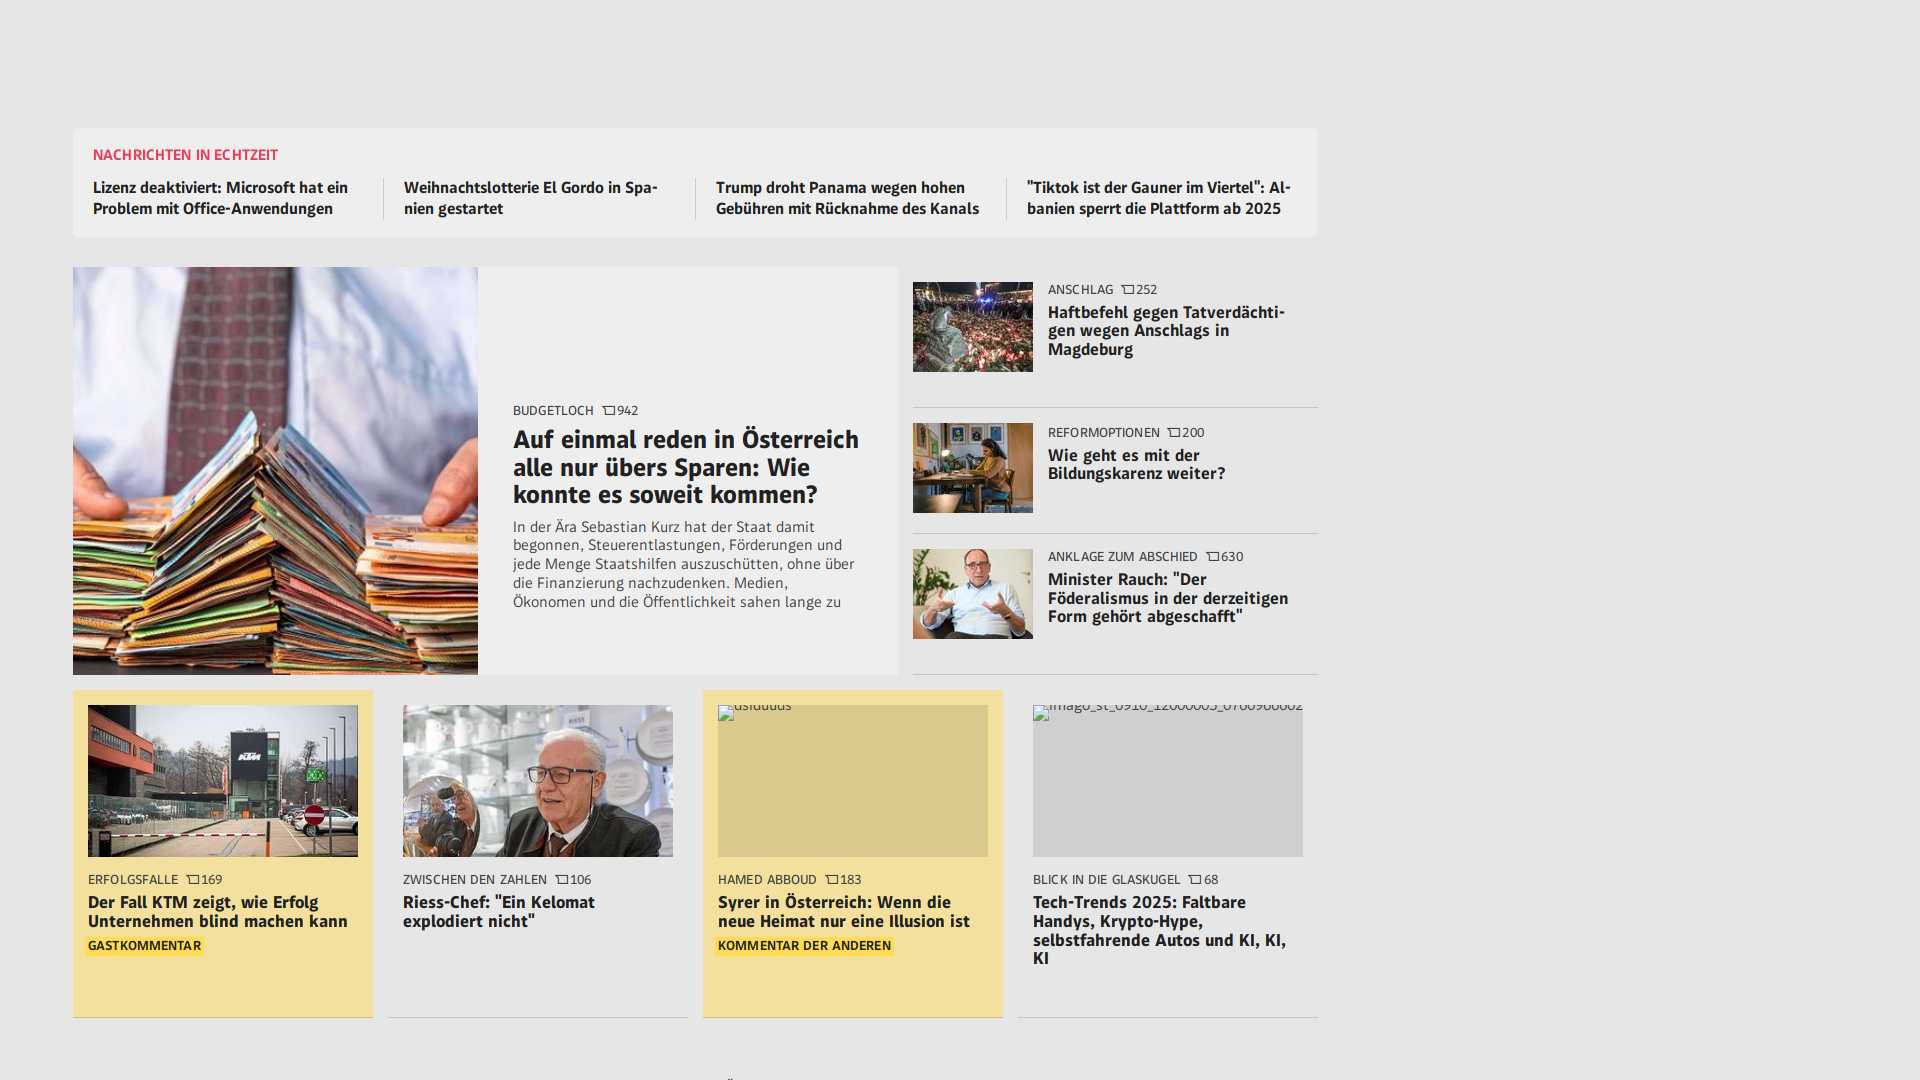 NACHRICHTEN IN ECHTZEIT
Lizenz deaktiviert: Microsoft hat ein
Problem mit Office-Anwendungen
Weihnachtslotterie El Gordo in Spa-
nien gestartet
Trump droht Panama wegen hohen
Gebühren mit Rücknahme des Kanals
"Tiktok ist der Gauner im Viertel": Al-
banien sperrt die Plattform ab 2025
BUDGETLOCH 942
Auf einmal reden in Österreich
alle nur übers Sparen: Wie
konnte es soweit kommen?
In der Ära Sebastian Kurz hat der Staat damit
begonnen, Steuerentlastungen, Förderungen und
jede Menge Staatshilfen auszuschütten, ohne über
die Finanzierung nachzudenken. Medien,
Ökonomen und die Öffentlichkeit sahen lange zu
ANSCHLAG 252
Haftbefehl gegen Tatverdächti-
gen wegen Anschlags in
Magdeburg
REFORMOPTIONEN 200
Wie geht es mit der
Bildungskarenz weiter?
ANKLAGE ZUM ABSCHIED 630
Minister Rauch: "Der
Föderalismus in der derzeitigen
Form gehört abgeschafft"
KTM
ERFOLGSFALLE 169
Der Fall KTM zeigt, wie Erfolg
Unternehmen blind machen kann
GASTKOMMENTAR
RIESS
ZWISCHEN DEN ZAHLEN 106
Riess-Chef: "Ein Kelomat
explodiert nicht"
HAMED ABBOUD 183
Syrer in Österreich: Wenn die
neue Heimat nur eine Illusion ist
KOMMENTAR DER ANDEREN
BLICK IN DIE GLASKUGEL 68
Tech-Trends 2025: Faltbare
Handys, Krypto-Hype,
selbstfahrende Autos und KI, KI,
KI